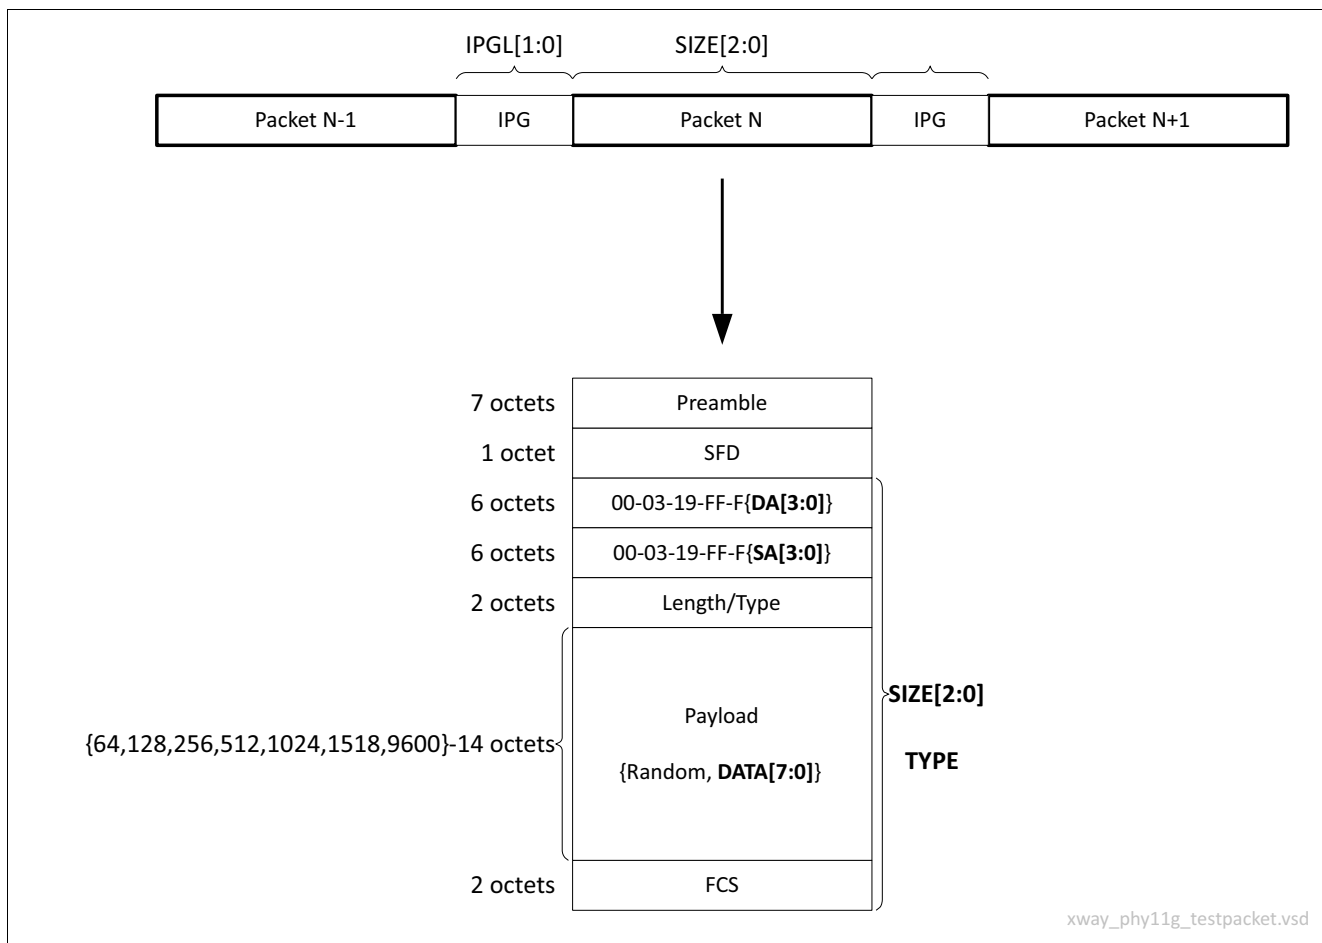 IPGL[1:0] SIZE[2:0]
Packet N-1 IPG Packet N IPG Packet N+1
7 octets Preamble
1 octet SFD
6 octets 00-03-19-FF-F{DA[3:0]}
6 octets 00-03-19-FF-F{SA[3:0]}
2 octets Length/Type
SIZE[2:0]
Payload
{64,128,256,512,1024,1518,9600}-14 octets
TYPE
{Random, DATA[7:0]}
2 octets FCS
xway_phy11g_testpacket.vsd